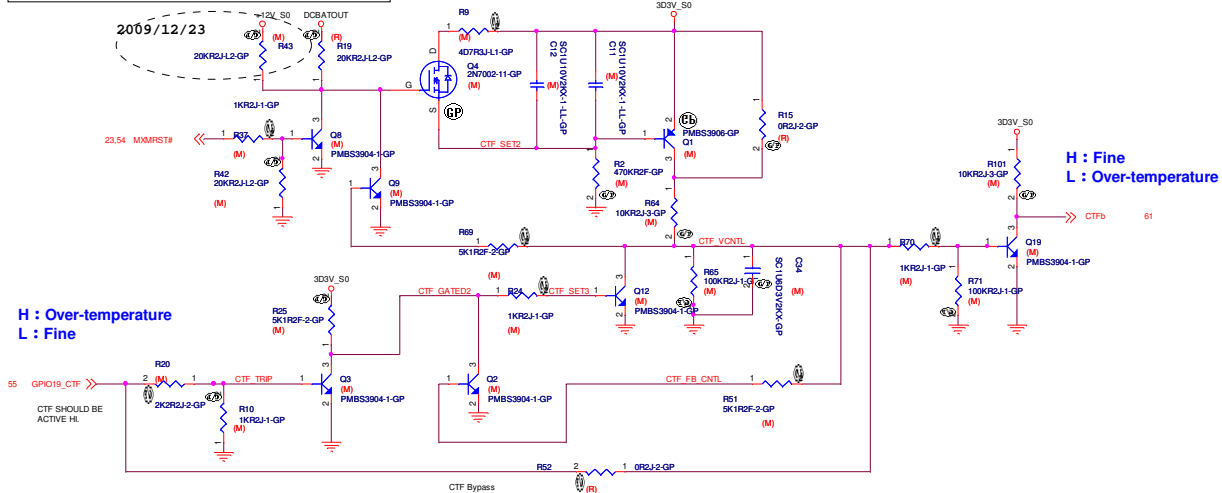 2009/12/23
+12V_S0
DCBATOUT
3D3V_S0
(M)
R43
20KR2J-L2-GP
(R)
R19
20KR2J-L2-GP
R9
(M)
4D7R3J-L1-GP
D
Q4
2N7002-11-GP
(M)
G
S
GP
C12
SC1U10V2KX-1-LL-GP
(M)
C11
SC1U10V2KX-1-LL-GP
(M)
R15
0R2J-2-GP
(R)
1KR2J-1-GP
23,54 MXMRST#
R37
(M)
Q8
(M)
PMBS3904-1-GP
R42
20KR2J-L2-GP
(M)
Q9
(M)
PMBS3904-1-GP
CTF_SET2
PMBS3906-GP
Q1
(M)
R2
470KR2F-GP
(M)
R64
10KR2J-3-GP
(M)
3D3V_S0
R101
10KR2J-3-GP
(M)
H : Fine
L : Over-temperature
CTFb 61
Q19
(M)
PMBS3904-1-GP
R69
5K1R2F-2-GP
(M)
CTF_VCNTL
R70
1KR2J-1-GP
(M)
R71
100KR2J-1-GP
(M)
R65
100KR2J-1-G
(M)
C34
SC1U6D3V2KX-GP
(M)
3D3V_S0
R25
5K1R2F-2-GP
(M)
CTF_GATED2
R24
1KR2J-1-GP
(M)
CTF_SET3
Q12
(M)
PMBS3904-1-GP
H : Over-temperature
L : Fine
55 GPIO19_CTF
R20
(M)
2K2R2J-2-GP
CTF_TRIP
R10
1KR2J-1-GP
(M)
Q3
(M)
PMBS3904-1-GP
Q2
(M)
PMBS3904-1-GP
CTF_FB_CNTL
R51
5K1R2F-2-GP
(M)
CTF SHOULD BE
ACTIVE HI.
R52
0R2J-2-GP
(R)
CTF Bypass